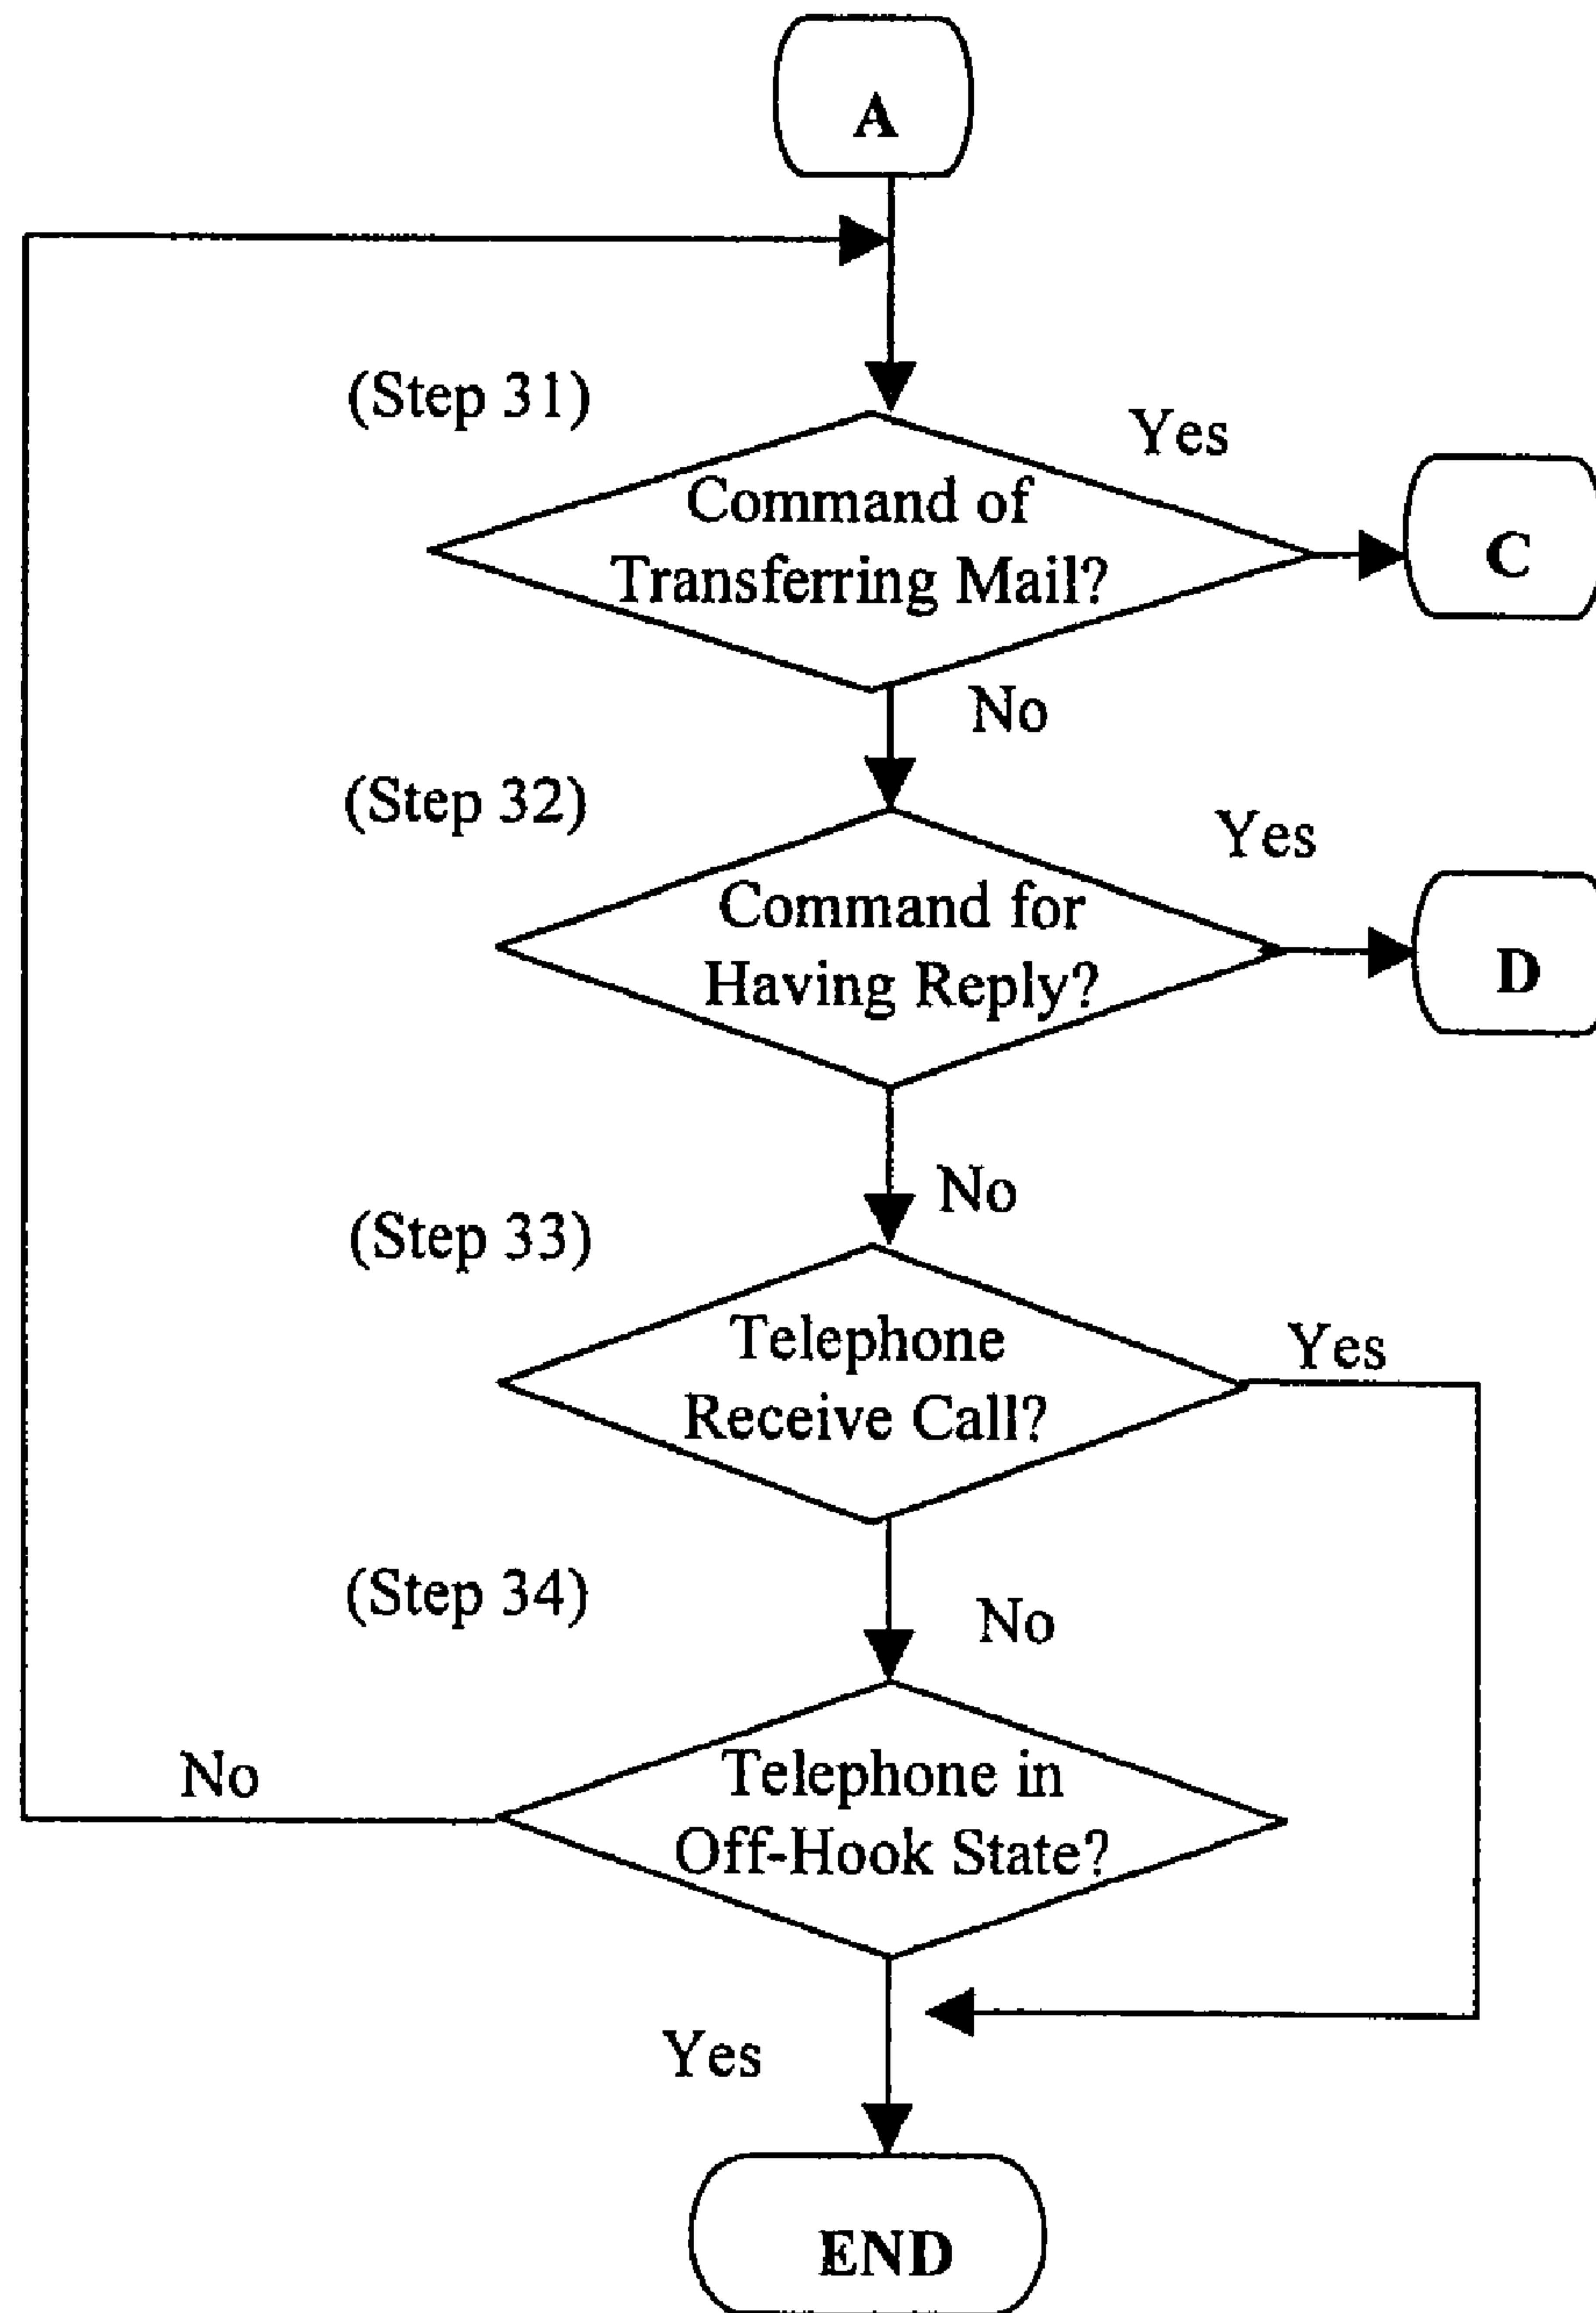 A
(Step 31)
Yes
Command of
Transferring Mail?
C
No
(Step 32)
Yes
Command for
Having Reply?
D
No
(Step 33)
Telephone
Receive Call?
Yes
(Step 34)
No
Telephone in
Off-Hook State?
No
Yes
END